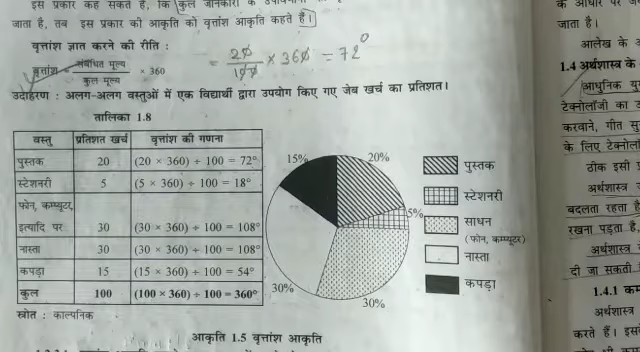 इस प्रकार कह सकते है, कि कुल जानकारी के
जाता है, तब इस प्रकार की आकृति को वृत्तांश आकृति कहते हैं।
वृत्तांश ज्ञात करने की रीति :
वृत्तांश = संबंधित मूल्य / कुल मूल्य × 360
= 20/100 × 360 = 72°
उदाहरण : अलग-अलग वस्तुओं में एक विद्यार्थी द्वारा उपयोग किए गए जेब खर्च का प्रतिशत।
तालिका 1.8
वस्तु प्रतिशत खर्च वृत्तांश की गणना
पुस्तक 20 (20 × 360) ÷ 100 = 72°
स्टेशनरी 5 (5 × 360) ÷ 100 = 18°
फोन, कम्प्यूटर,
इत्यादि पर 30 (30 × 360) ÷ 100 = 108°
नास्ता 30 (30 × 360) ÷ 100 = 108°
कपड़ा 15 (15 × 360) ÷ 100 = 54°
कुल 100 (100 × 360) ÷ 100 = 360°
स्रोत : काल्पनिक
15%
20%
5%
30%
30%
पुस्तक
स्टेशनरी
साधन
(फोन, कम्प्यूटर)
नास्ता
कपड़ा
आकृति 1.5 वृत्तांश आकृति
के आधार पर
जाता है।
आलेख के
1.4 अर्थशास्त्र के
आधुनिक
टेक्नोलॉजी का
करवाने, गीत
के लिए
ठीक इसी
अर्थशास्त्र
बदलता रहता है
रखना पड़ता है,
अर्थशास्त्र
दी जा सकती
1.4.1
अर्थशास्त्र
करते हैं।